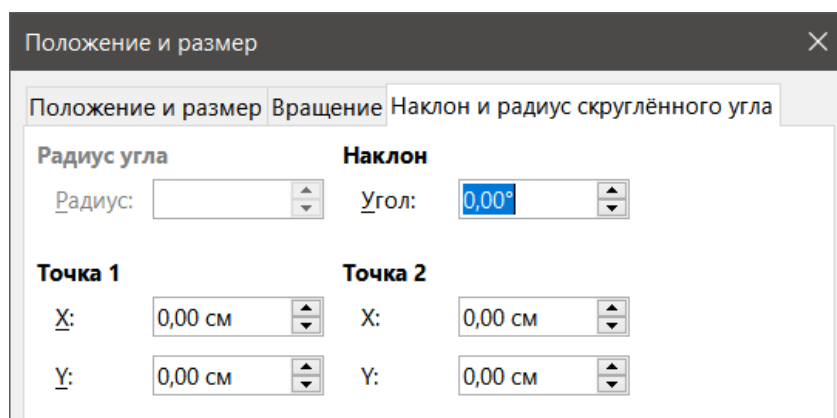 Положение и размер
Положение и размер Вращение Наклон и радиус скруглённого угла
Радиус угла Наклон
Радиус: Угол: 0,00°
Точка 1 Точка 2
X: 0,00 см X: 0,00 см
Y: 0,00 см Y: 0,00 см